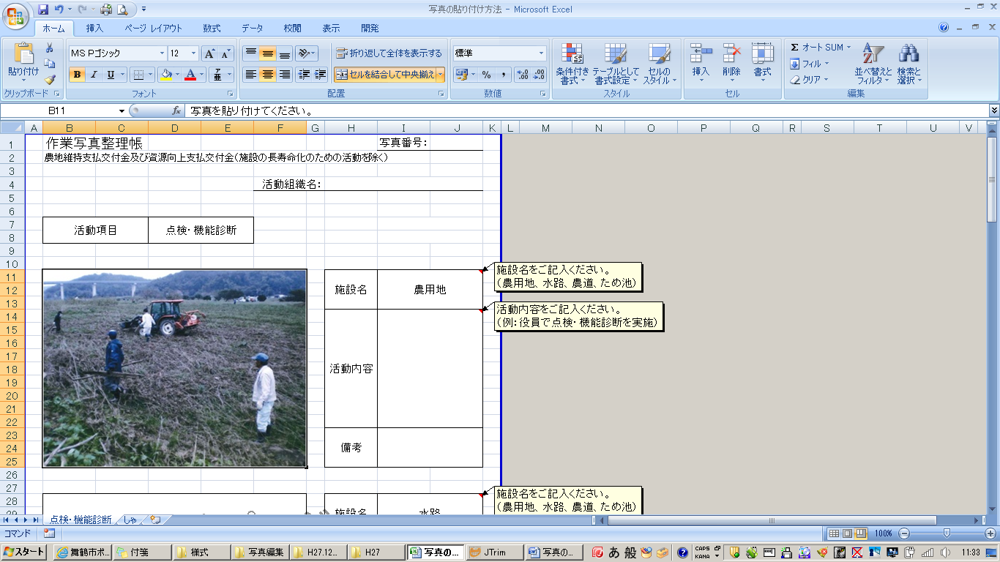 写真の貼り付け方法 - Microsoft Excel
ホーム 挿入 ページ レイアウト 数式 データ 校閲 表示 開発
貼り付け
クリップボード
MS Pゴシック 12
B I U
フォント
折り返して全体を表示する
セルを結合して中央揃え
配置
標準
% ,
数値
条件付き書式 テーブルとして書式設定 セルのスタイル
スタイル
挿入 削除 書式
セル
Σ オート SUM
フィル
クリア
並べ替えとフィルタ 検索と選択
編集
B11 fx 写真を貼り付けてください。
A B C D E F G H I J K L M N O P Q R S T U V
1 作業写真整理帳 写真番号:
2 農地維持支払交付金及び資源向上支払交付金(施設の長寿命化のための活動を除く)
3
4 活動組織名:
5
6
7 活動項目 点検・機能診断
8
9
10
11 施設名をご記入ください。
12 施設名 農用地 (農用地、水路、農道、ため池)
13
14 活動内容をご記入ください。
15 (例:役員で点検・機能診断を実施)
16
17
18 活動内容
19
20
21
22
23
24 備考
25
26
27
28 施設名をご記入ください。
29 施設名 水路 (農用地、水路、農道、ため池)
点検・機能診断 しゃ
コマンド 100%
スタート 舞鶴市ポ... 付箋 様式 写真編集 H27.12... H27 写真の... JTrim 写真の... あ 般 CAPS KANA 11:33